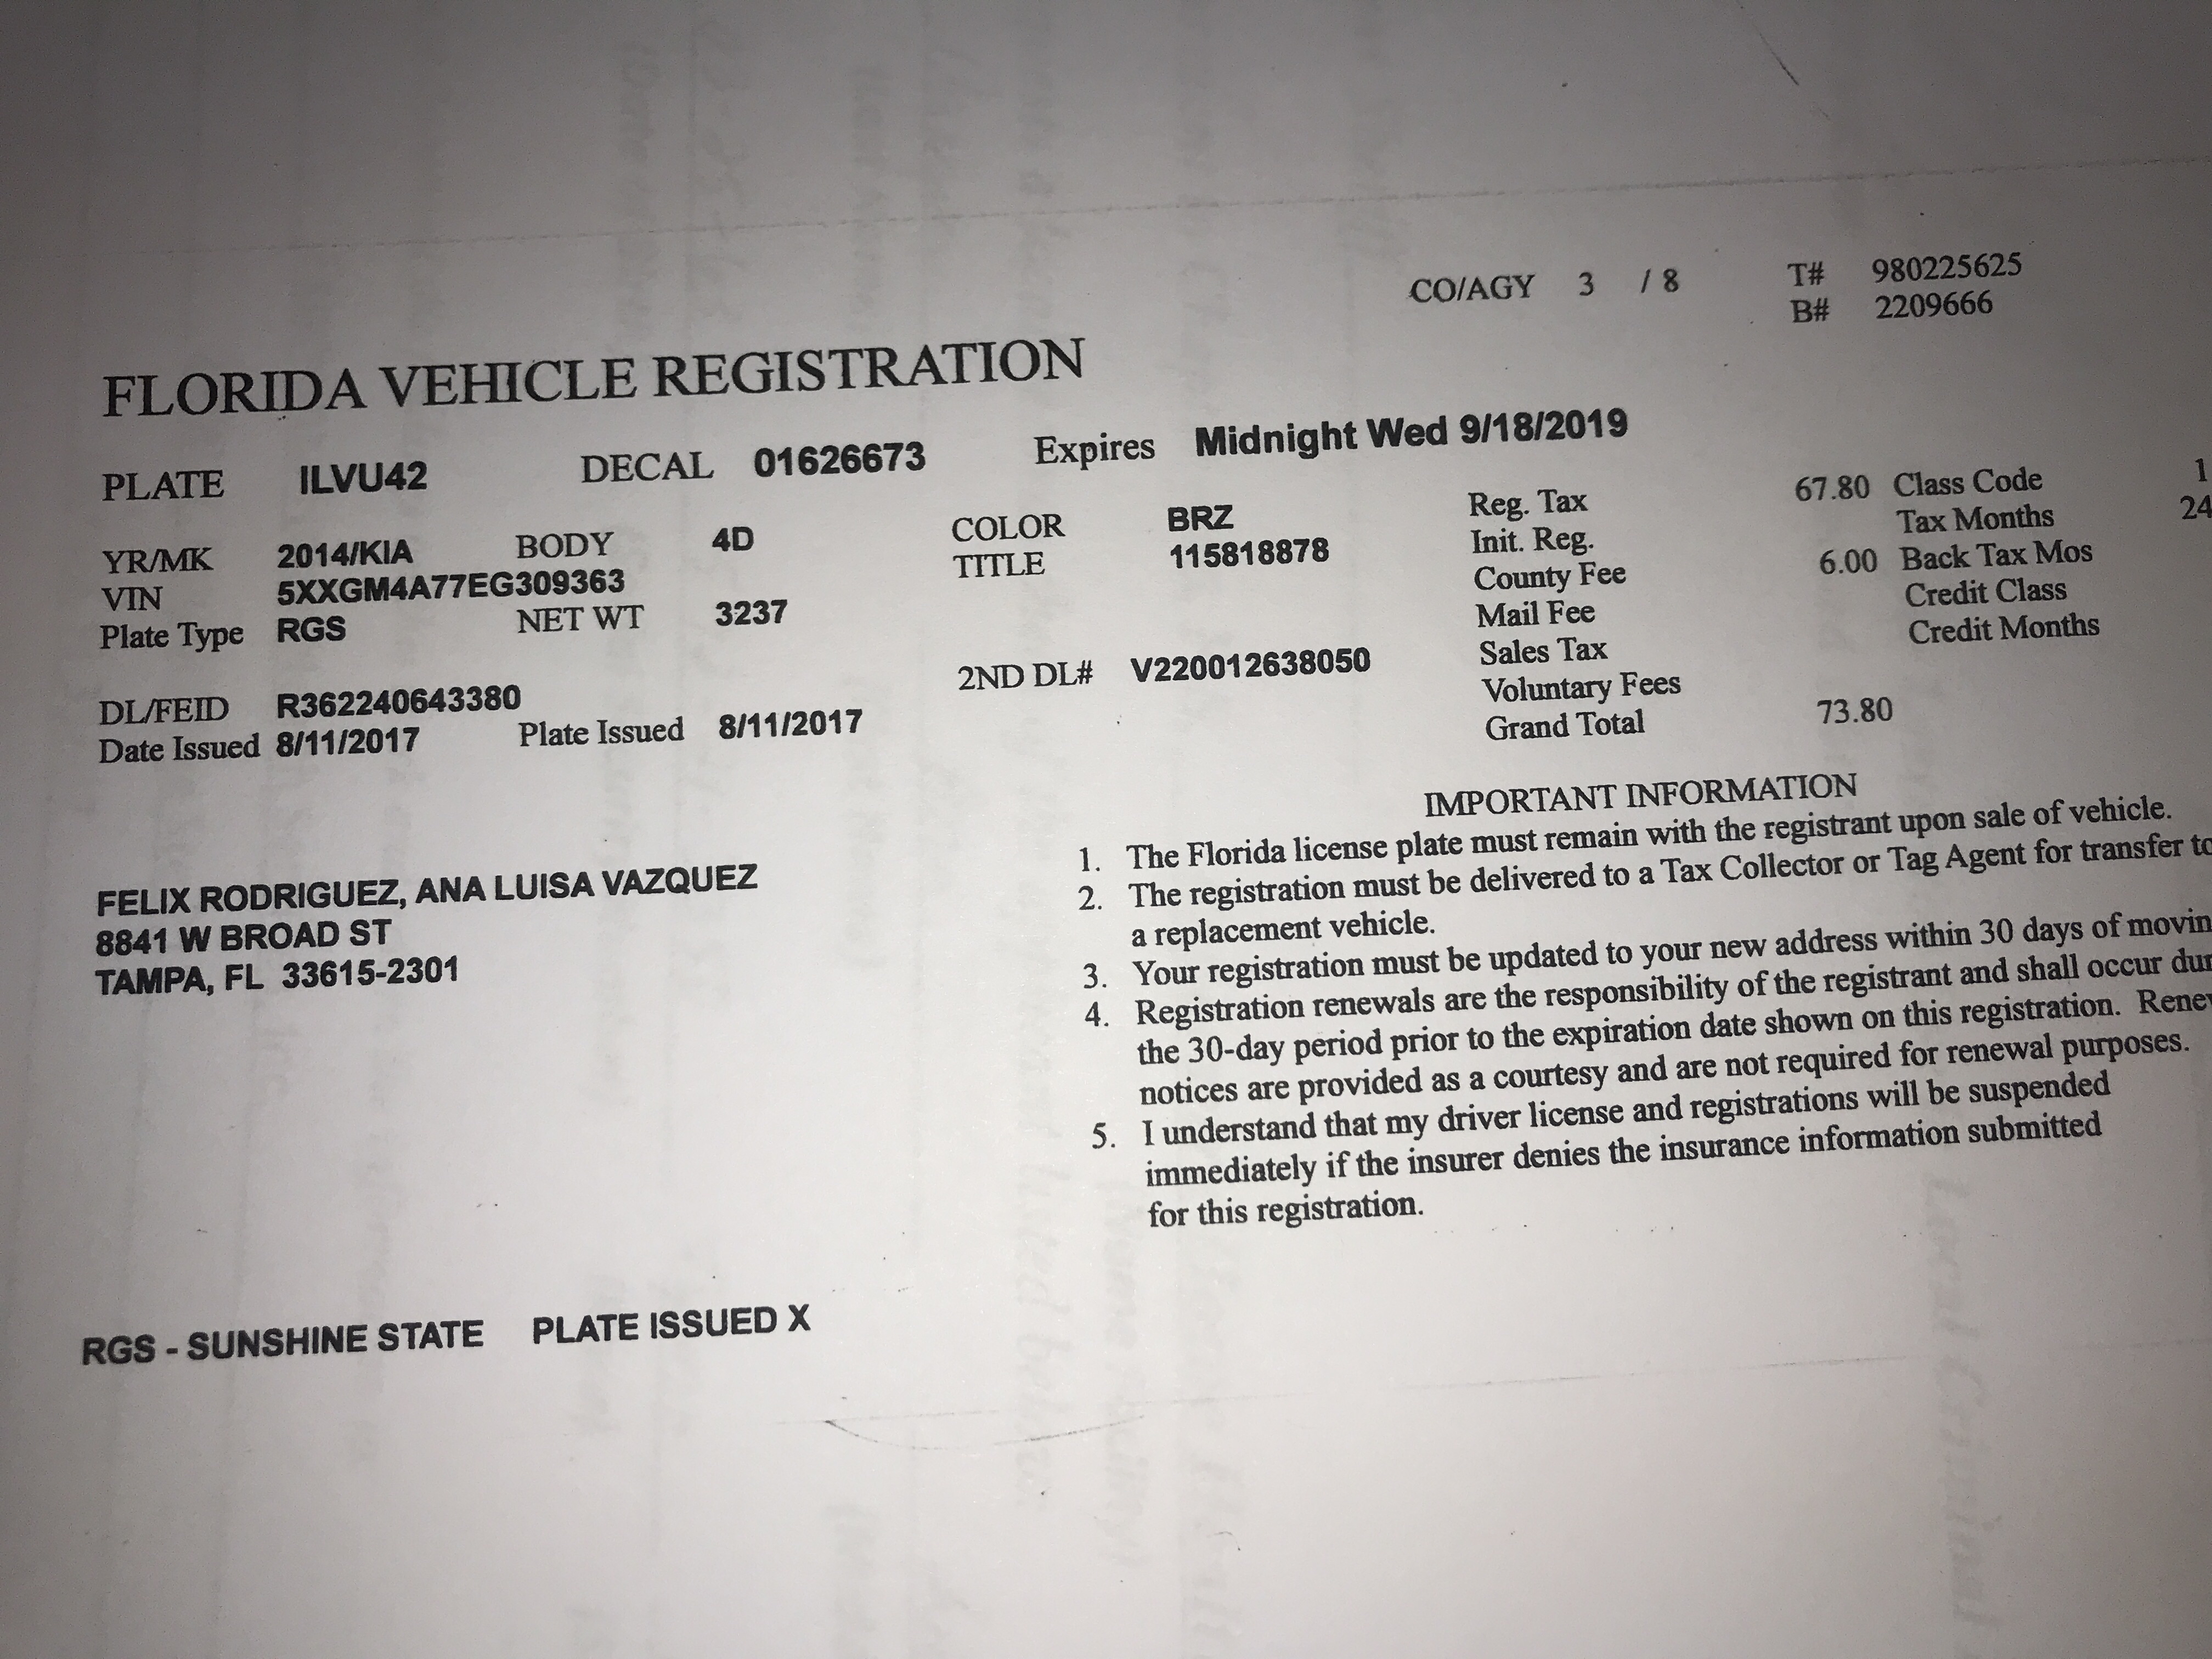 CO/AGY 3 / 8 T# 980225625
B# 2209666
FLORIDA VEHICLE REGISTRATION
PLATE ILVU42 DECAL 01626673 Expires Midnight Wed 9/18/2019
YR/MK 2014/KIA BODY 4D COLOR BRZ Reg. Tax 67.80 Class Code 1
VIN 5XXGM4A77EG309363 TITLE 115818878 Init. Reg. Tax Months 24
Plate Type RGS NET WT 3237 County Fee 6.00 Back Tax Mos
Mail Fee Credit Class
DL/FEID R362240643380 2ND DL# V220012638050 Sales Tax Credit Months
Date Issued 8/11/2017 Plate Issued 8/11/2017 Voluntary Fees
Grand Total 73.80
FELIX RODRIGUEZ, ANA LUISA VAZQUEZ
8841 W BROAD ST
TAMPA, FL 33615-2301
IMPORTANT INFORMATION
1. The Florida license plate must remain with the registrant upon sale of vehicle.
2. The registration must be delivered to a Tax Collector or Tag Agent for transfer to
a replacement vehicle.
3. Your registration must be updated to your new address within 30 days of movin
4. Registration renewals are the responsibility of the registrant and shall occur dur
the 30-day period prior to the expiration date shown on this registration. Rene
notices are provided as a courtesy and are not required for renewal purposes.
5. I understand that my driver license and registrations will be suspended
immediately if the insurer denies the insurance information submitted
for this registration.
RGS - SUNSHINE STATE PLATE ISSUED X